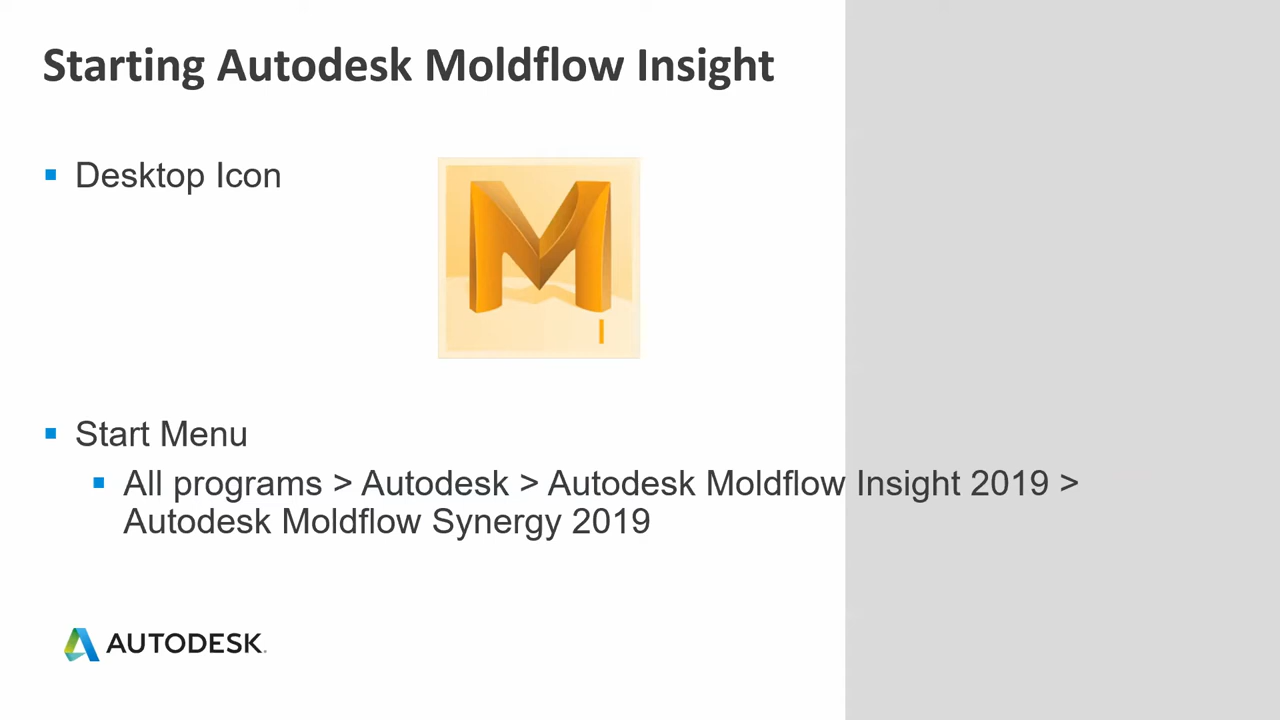 Starting Autodesk Moldflow Insight
Desktop Icon
M
I
Start Menu
All programs > Autodesk > Autodesk Moldflow Insight 2019 >
Autodesk Moldflow Synergy 2019
AUTODESK.